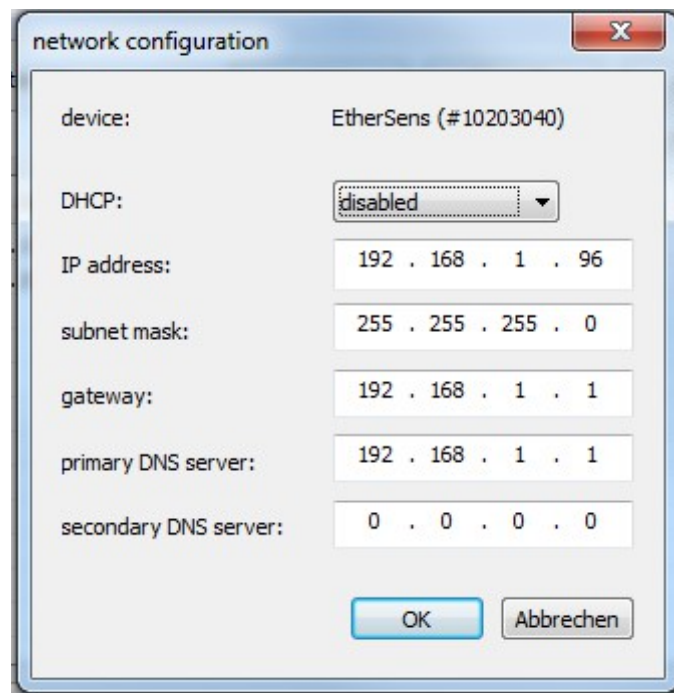 network configuration
device: EtherSens (#10203040)
DHCP: disabled
IP address: 192 . 168 . 1 . 96
subnet mask: 255 . 255 . 255 . 0
gateway: 192 . 168 . 1 . 1
primary DNS server: 192 . 168 . 1 . 1
secondary DNS server: 0 . 0 . 0 . 0
OK Abbrechen